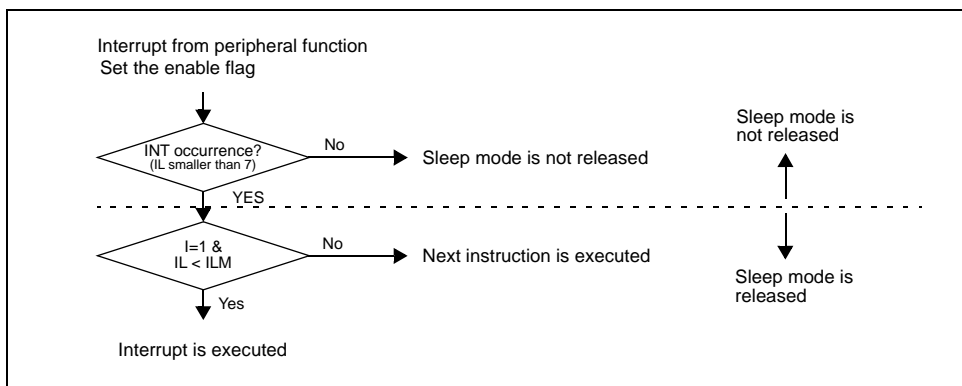 Interrupt from peripheral function
Set the enable flag
INT occurrence?
(IL smaller than 7)
No
Sleep mode is not released
Sleep mode is
not released
YES
I=1 &
IL < ILM
No
Next instruction is executed
Sleep mode is
released
Yes
Interrupt is executed